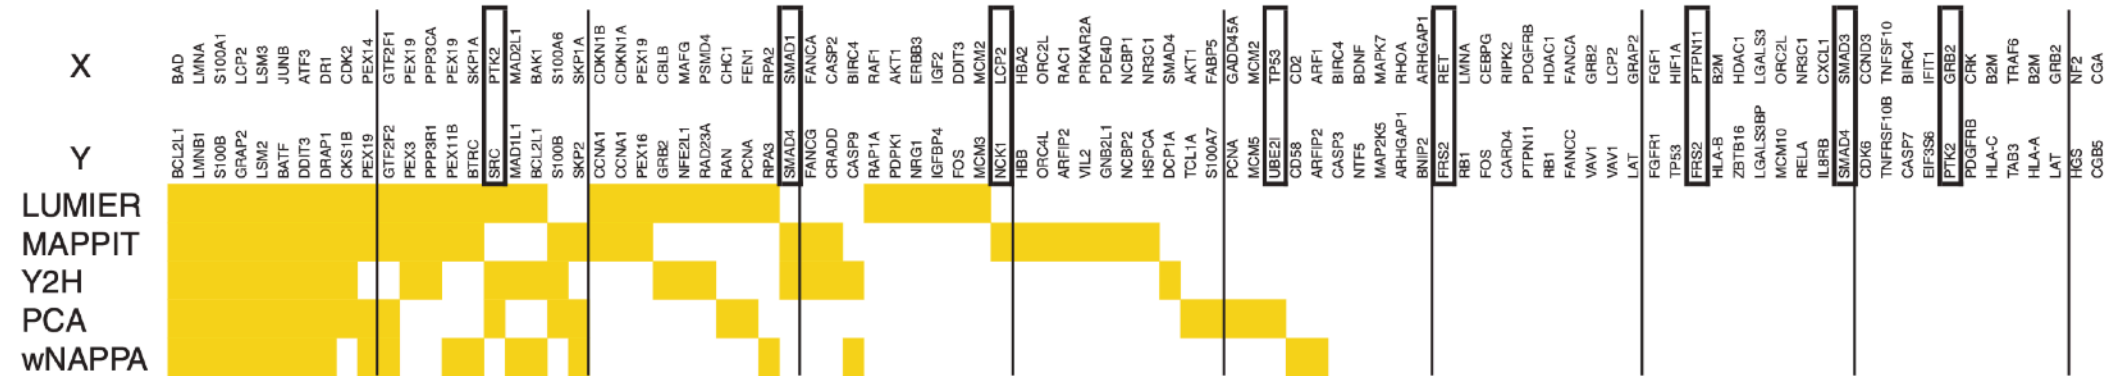 X BAD LMNA S100A1 LCP2 LSM3 JUNB ATF3 DR1 CDK2 PEX14 GTF2F1 PEX19 PPP3CA PEX19 SKP1A PTK2 MAD2L1 BAK1 S100A6 SKP1A CDKN1B CDKN1A PEX19 CBLB MAFG PSMD4 CHC1 FEN1 RPA2 SMAD1 FANCA CASP2 BIRC4 RAF1 AKT1 ERBB3 IGF2 DDIT3 MCM2 LCP2 HBA2 ORC2L RAC1 PRKAR2A PDE4D NCBP1 NR3C1 SMAD4 AKT1 FABP5 GADD45A MCM2 TP53 CD2 ARF1 BIRC4 BDNF MAPK7 RHOA ARHGAP1 RET LMNA CEBPG RIPK2 PDGFRB HDAC1 FANCA GRB2 LCP2 GRAP2 FGF1 HIF1A PTPN11 B2M HDAC1 LGALS3 ORC2L NR3C1 CXCL1 SMAD3 CCND3 TNFSF10 BIRC4 IFIT1 GRB2 CRK B2M TRAF6 B2M GRB2 NF2 CGA
Y BCL2L1 LMNB1 S100B GRAP2 LSM2 BATF DDIT3 DRAP1 CKS1B PEX19 GTF2F2 PEX3 PPP3R1 PEX11B BTRC SRC MAD1L1 BCL2L1 S100B SKP2 CCNA1 CCNA1 PEX16 GRB2 NFE2L1 RAD23A RAN PCNA RPA3 SMAD4 FANCG CRADD CASP9 RAP1A PDPK1 NRG1 IGFBP4 FOS MCM3 NCK1 HBB ORC4L ARFIP2 VIL2 GNB2L1 NCBP2 HSPCA DCP1A TCL1A S100A7 PCNA MCM5 UBE2I CD58 ARFIP2 CASP3 NTF5 MAP2K5 ARHGAP1 BNIP2 FRS2 RB1 FOS CARD4 PTPN11 RB1 FANCC VAV1 VAV1 LAT FGFR1 TP53 FRS2 HLA-B ZBTB16 LGALS3BP MCM10 RELA IL8RB SMAD4 CDK6 TNFRSF10B CASP7 EIF3S6 PTK2 PDGFRB HLA-C TAB3 HLA-A LAT HGS CGB5
LUMIER
MAPPIT
Y2H
PCA
wNAPPA